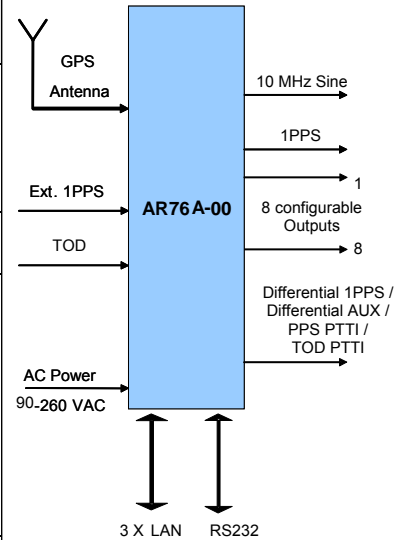 GPS
Antenna
10 MHz Sine
1PPS
Ext. 1PPS
AR76A-00
1
8 configurable
Outputs
TOD
8
Differential 1PPS /
Differential AUX /
PPS PTTI /
TOD PTTI
AC Power
90-260 VAC
3 X LAN
RS232